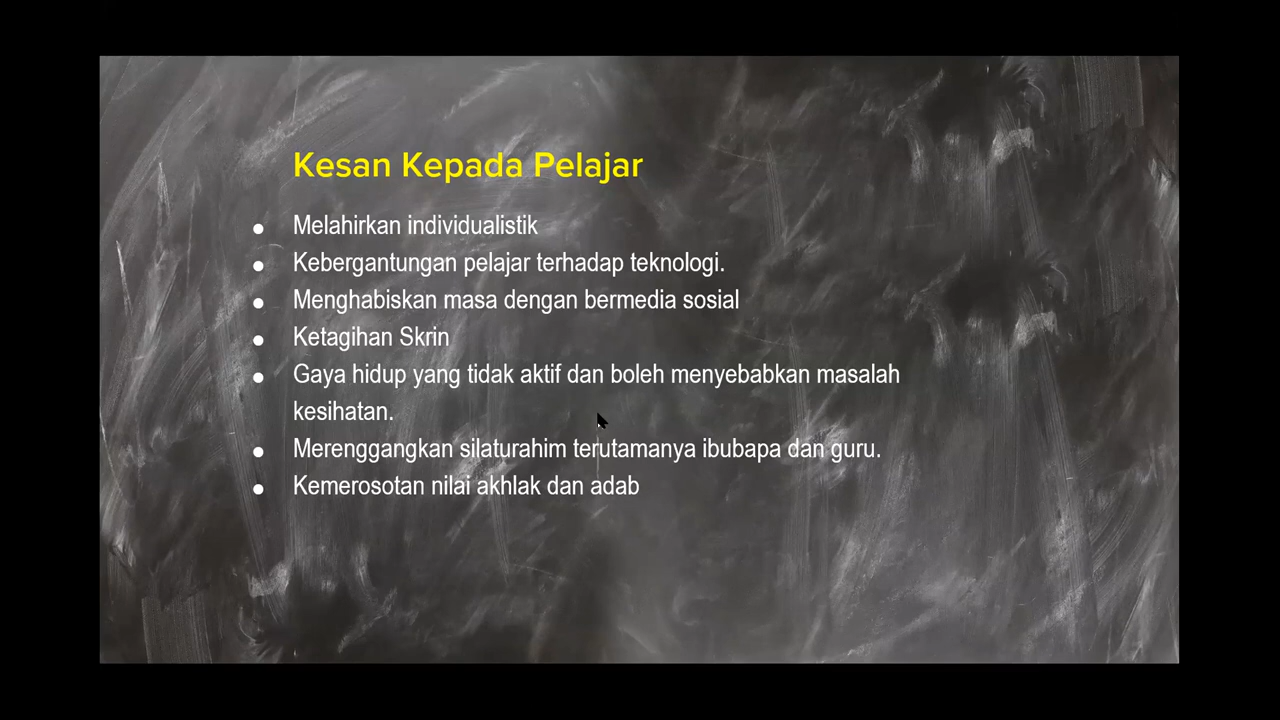 Kesan Kepada Pelajar
● Melahirkan individualistik
● Kebergantungan pelajar terhadap teknologi.
● Menghabiskan masa dengan bermedia sosial
● Ketagihan Skrin
● Gaya hidup yang tidak aktif dan boleh menyebabkan masalah
kesihatan.
● Merenggangkan silaturahim terutamanya ibubapa dan guru.
● Kemerosotan nilai akhlak dan adab